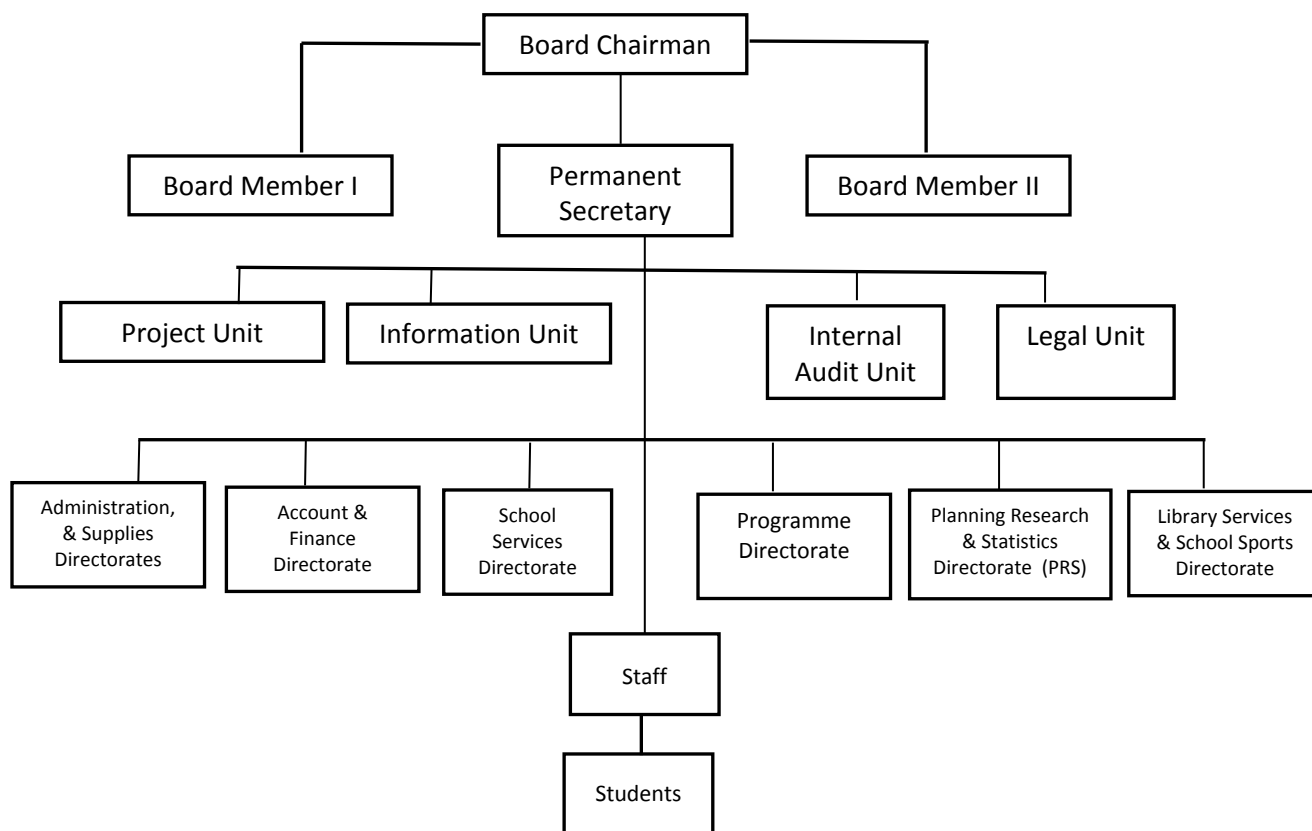 Board Chairman
Board Member I
Permanent
Secretary
Board Member II
Project Unit
Information Unit
Internal
Audit Unit
Legal Unit
Administration,
& Supplies
Directorates
Account &
Finance
Directorate
School
Services
Directorate
Programme
Directorate
Planning Research
& Statistics
Directorate (PRS)
Library Services
& School Sports
Directorate
Staff
Students